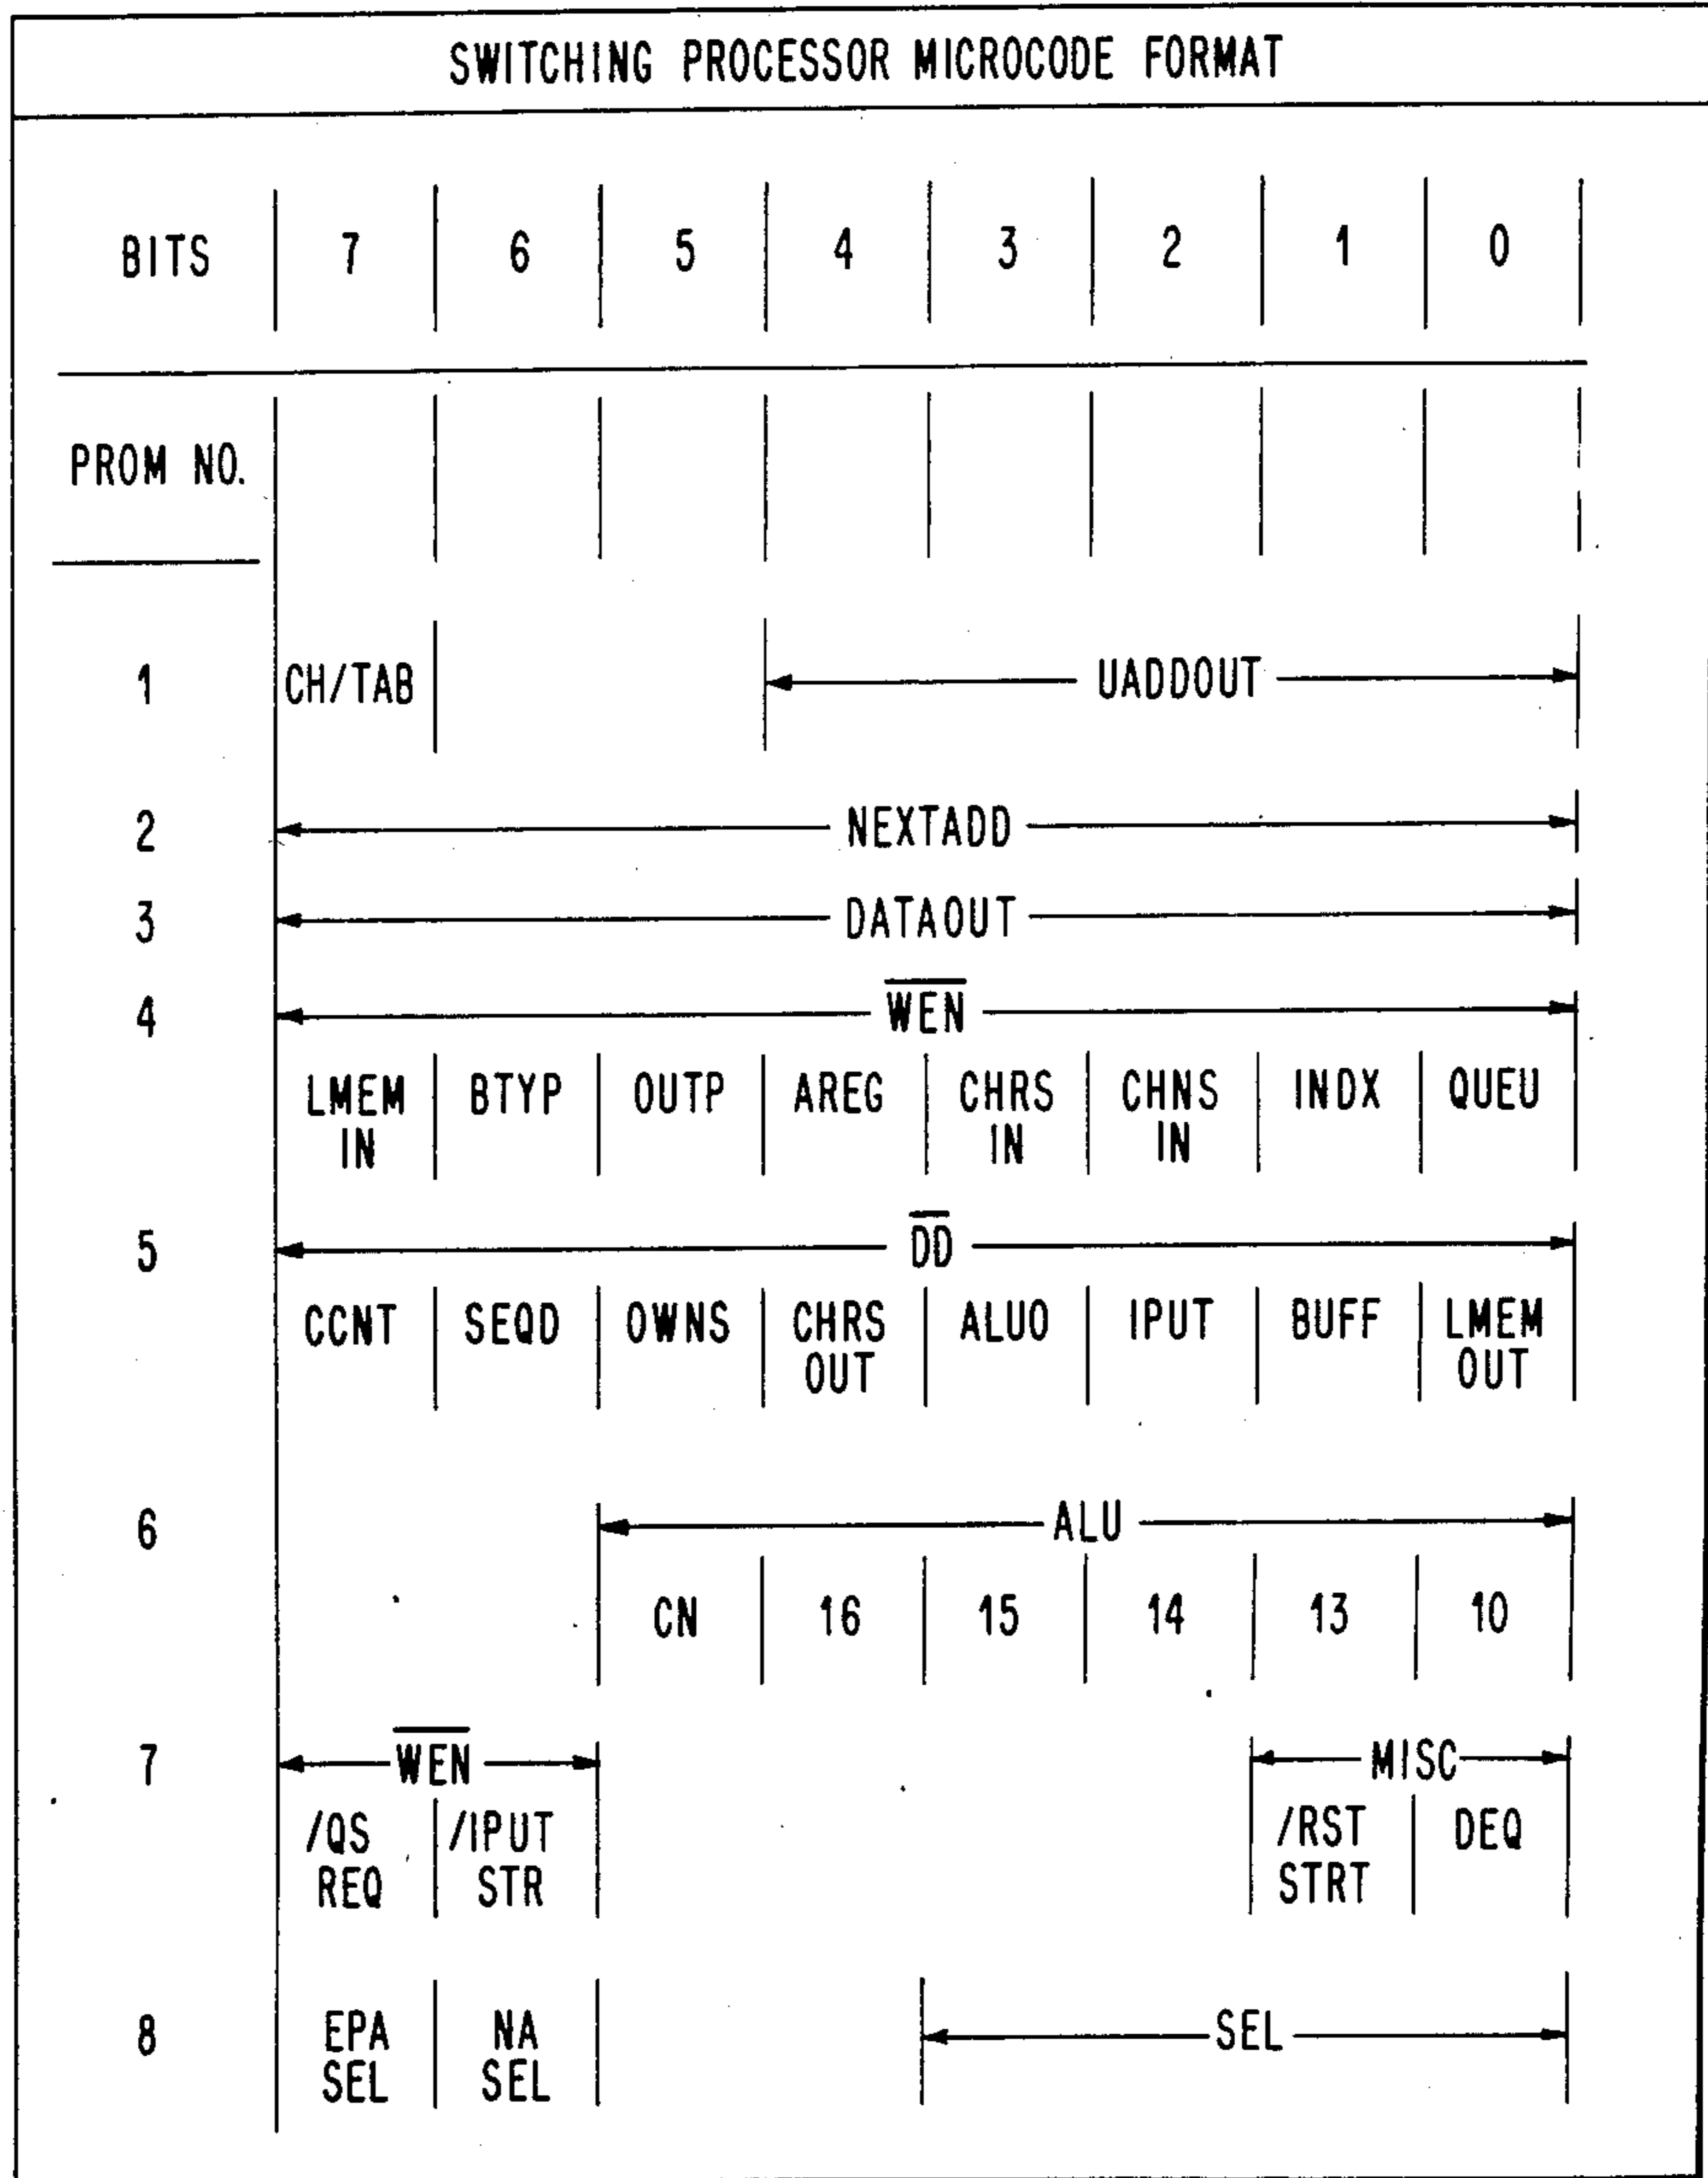 SWITCHING PROCESSOR MICROCODE FORMAT
BITS 7 6 5 4 3 2 1 0
PROM NO.
1 CH/TAB UADDOUT
2 NEXTADD
3 DATAOUT
4 WEN
LMEM IN BTYP OUTP AREG CHRS IN CHNS IN INDX QUEU
5 DD
CCNT SEQD OWNS CHRS OUT ALUO IPUT BUFF LMEM OUT
6 ALU
CN 16 15 14 13 10
7 WEN MISC
/QS REQ /IPUT STR /RST STRT DEQ
8 EPA SEL NA SEL SEL